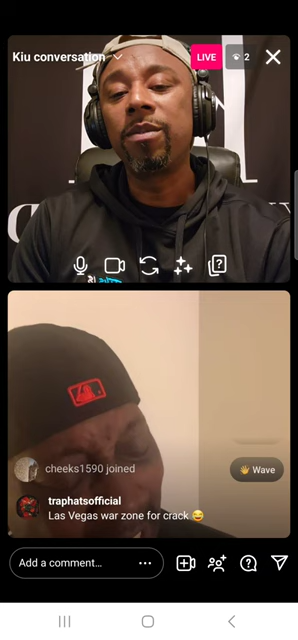 Kiu conversation
LIVE
2
cheeks1590 joined
👋 Wave
traphatsofficial
Las Vegas war zone for crack 😂
Add a comment...